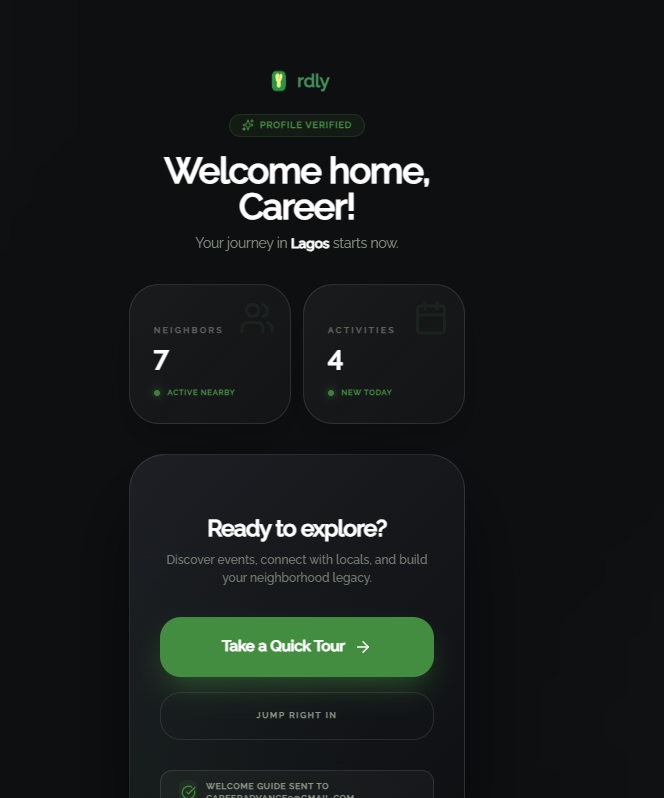 rdly
PROFILE VERIFIED
Welcome home,
Career!
Your journey in Lagos starts now.
NEIGHBORS
7
ACTIVE NEARBY
ACTIVITIES
4
NEW TODAY
Ready to explore?
Discover events, connect with locals, and build
your neighborhood legacy.
Take a Quick Tour
JUMP RIGHT IN
WELCOME GUIDE SENT TO